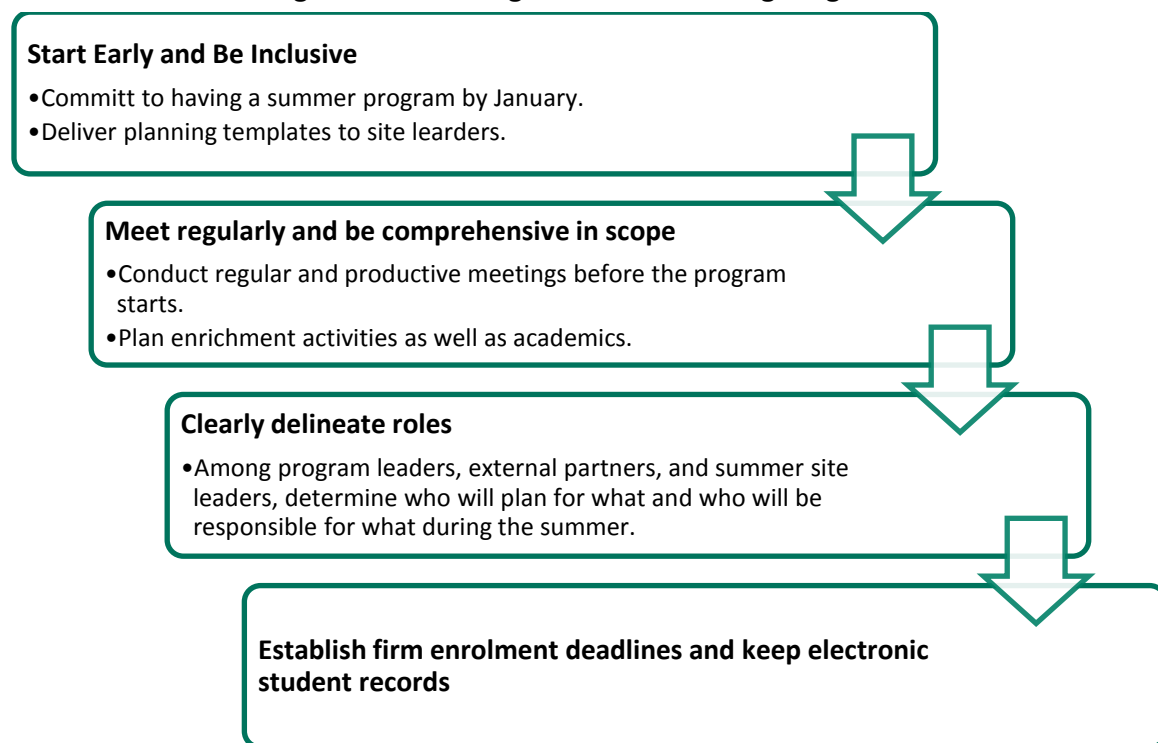 Start Early and Be Inclusive
•Committ to having a summer program by January.
•Deliver planning templates to site learders.
Meet regularly and be comprehensive in scope
•Conduct regular and productive meetings before the program
starts.
•Plan enrichment activities as well as academics.
Clearly delineate roles
•Among program leaders, external partners, and summer site
leaders, determine who will plan for what and who will be
responsible for what during the summer.
Establish firm enrolment deadlines and keep electronic
student records